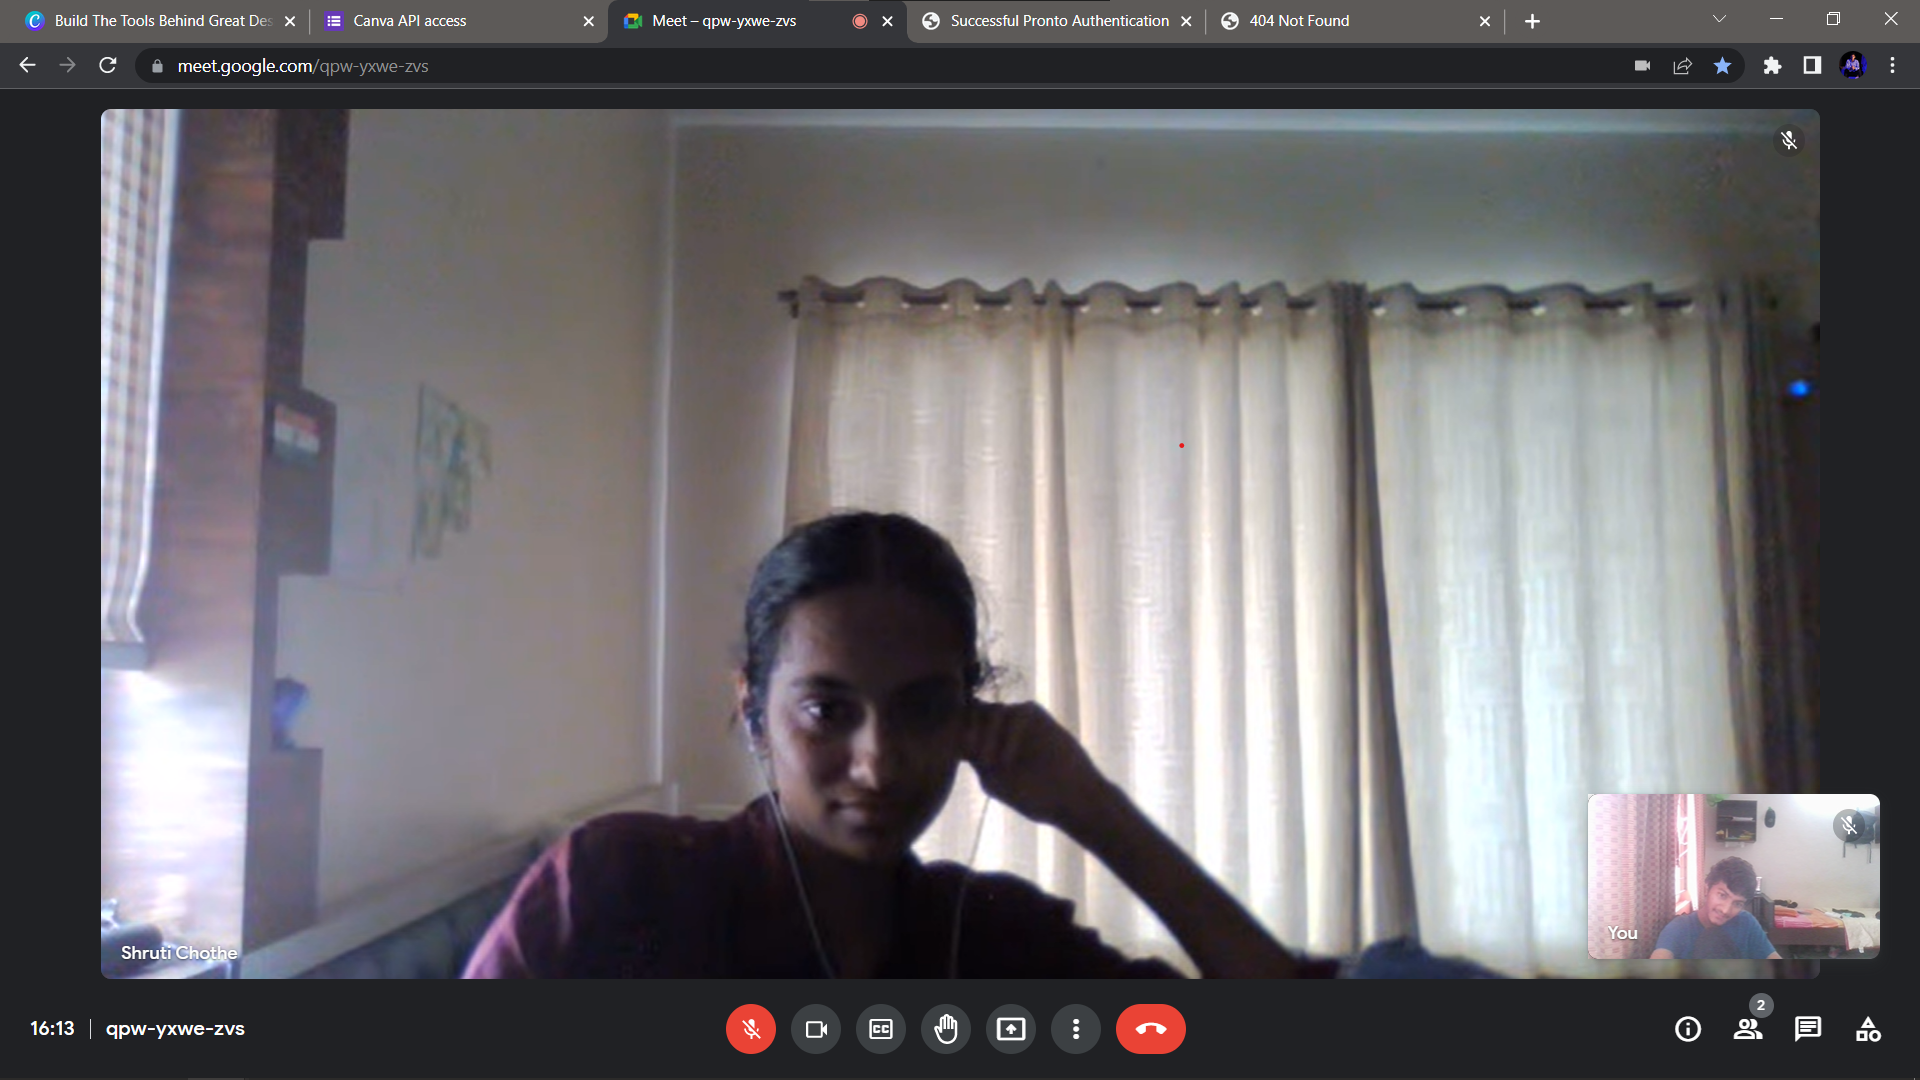 Build The Tools Behind Great Des
Canva API access
Meet – qpw-yxwe-zvs
Successful Pronto Authentication
404 Not Found
meet.google.com/qpw-yxwe-zvs
Shruti Chothe
You
16:13 | qpw-yxwe-zvs
CC
2